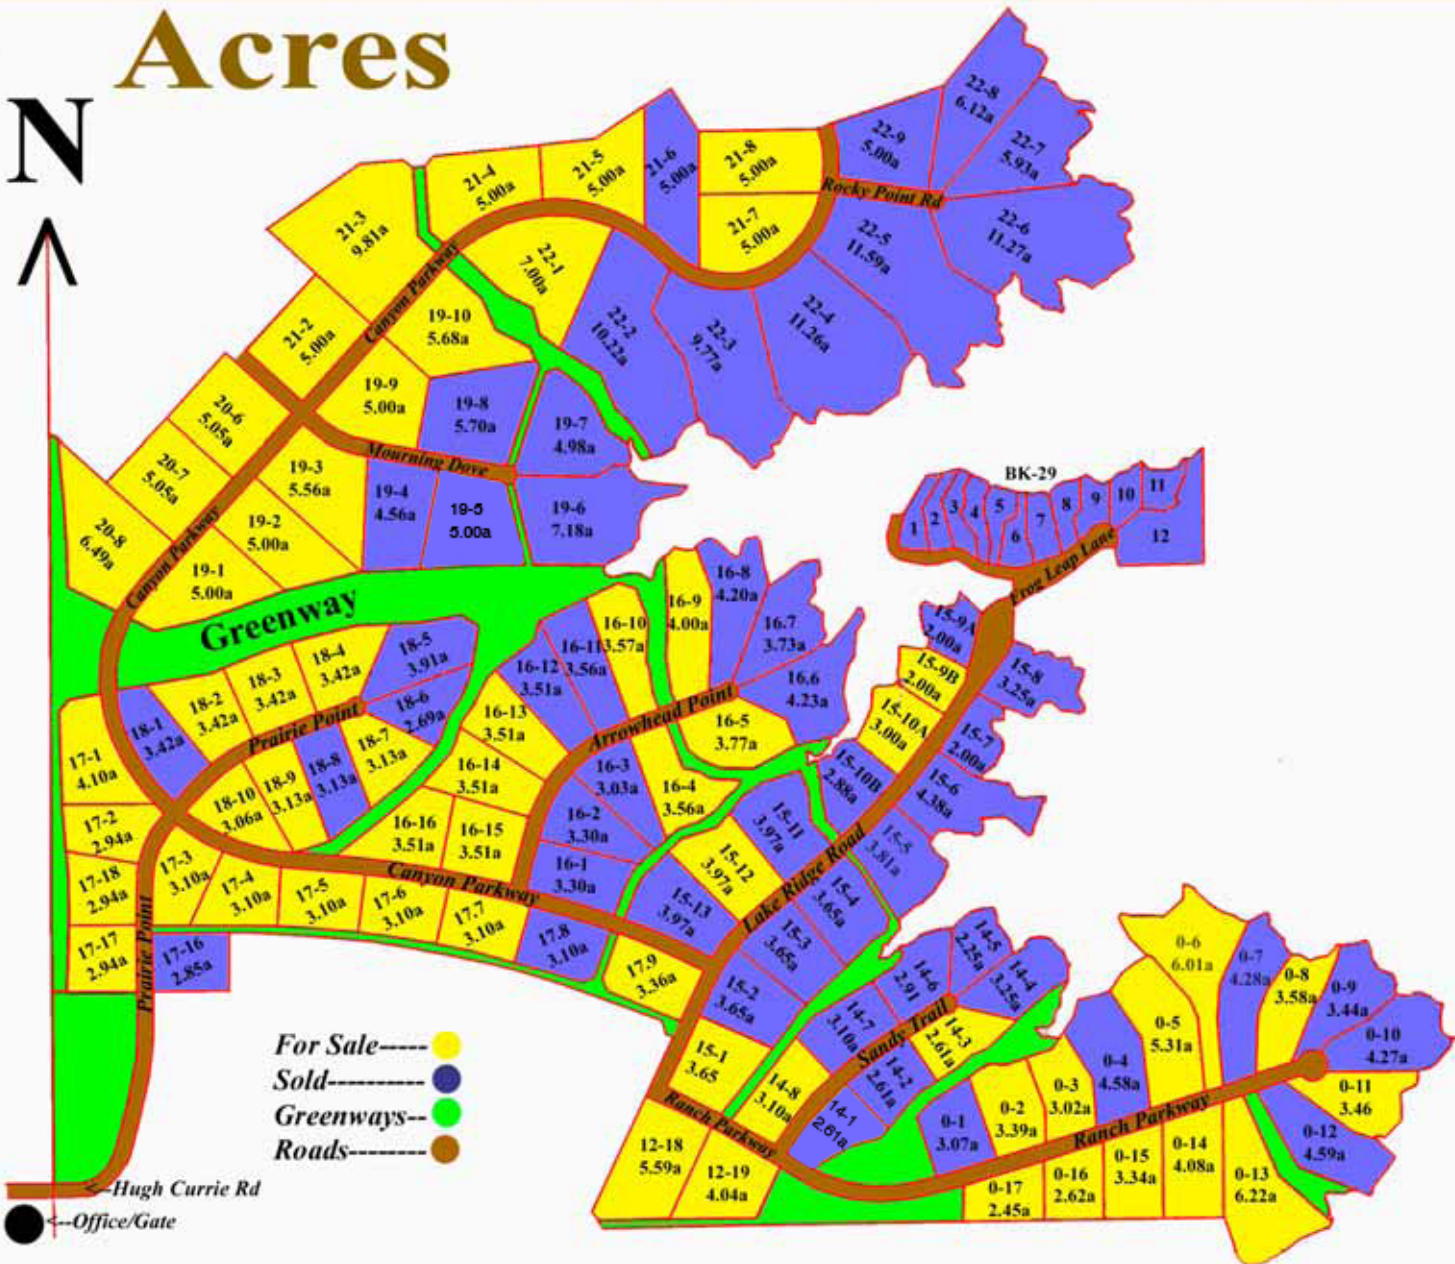 Acres
N
22-8
6.12a
22-9
5.00a
22-7
5.93a
21-8
5.00a
21-6
5.00a
21-5
5.00a
21-4
5.00a
Rocky Point Rd
21-3
9.81a
21-7
5.00a
22-5
11.59a
22-6
11.27a
22-1
7.00a
Canyon Parkway
19-10
5.68a
21-2
5.00a
22-2
10.22a
22-3
9.77a
22-4
11.26a
19-9
5.00a
19-8
5.70a
19-7
4.98a
20-6
5.05a
Mourning Dove
20-7
5.05a
19-3
5.56a
19-4
4.56a
19-5
5.00a
19-6
7.18a
BK-29
1
2
3
4
5
6
7
8
9
10
11
12
Frog Leap Lane
20-8
6.49a
19-2
5.00a
Canyon Parkway
19-1
5.00a
Greenway
16-8
4.20a
16-9
4.00a
16.7
3.73a
16-10
3.57a
16-11
3.56a
16-12
3.51a
16.6
4.23a
15-9A
2.00a
15-9B
2.00a
15-8
3.25a
18-5
3.91a
18-4
3.42a
18-3
3.42a
18-2
3.42a
18-1
3.42a
18-6
2.69a
Prairie Point
16-13
3.51a
Arrowhead Point
16-5
3.77a
15-10A
3.00a
15-7
2.00a
17-1
4.10a
18-7
3.13a
18-8
3.13a
18-9
3.13a
18-10
3.06a
16-14
3.51a
16-3
3.03a
16-4
3.56a
15-10B
2.88a
15-6
4.38a
17-2
2.94a
16-16
3.51a
16-15
3.51a
16-2
3.30a
15-11
3.97a
15-5
3.81a
17-18
2.94a
17-3
3.10a
17-4
3.10a
17-5
3.10a
17-6
3.10a
17.7
3.10a
Canyon Parkway
16-1
3.30a
15-12
3.97a
Lake Ridge Road
15-4
3.65a
15-13
3.97a
15-3
3.65a
17-17
2.94a
Prairie Point
17-16
2.85a
17.8
3.10a
17.9
3.36a
15-2
3.65a
14-5
2.25a
14-6
2.91
14-4
3.25a
14-7
3.10a
Sandy Trail
14-3
2.61a
0-6
6.01a
0-7
4.28a
0-8
3.58a
0-9
3.44a
0-5
5.31a
0-10
4.27a
15-1
3.65
14-8
3.10a
14-2
2.61a
14-1
2.61a
0-4
4.58a
0-3
3.02a
0-2
3.39a
0-1
3.07a
0-11
3.46
Ranch Parkway
Ranch Parkway
0-12
4.59a
12-18
5.59a
12-19
4.04a
0-17
2.45a
0-16
2.62a
0-15
3.34a
0-14
4.08a
0-13
6.22a
For Sale-----
Sold----------
Greenways--
Roads--------
<--Hugh Currie Rd
<--Office/Gate